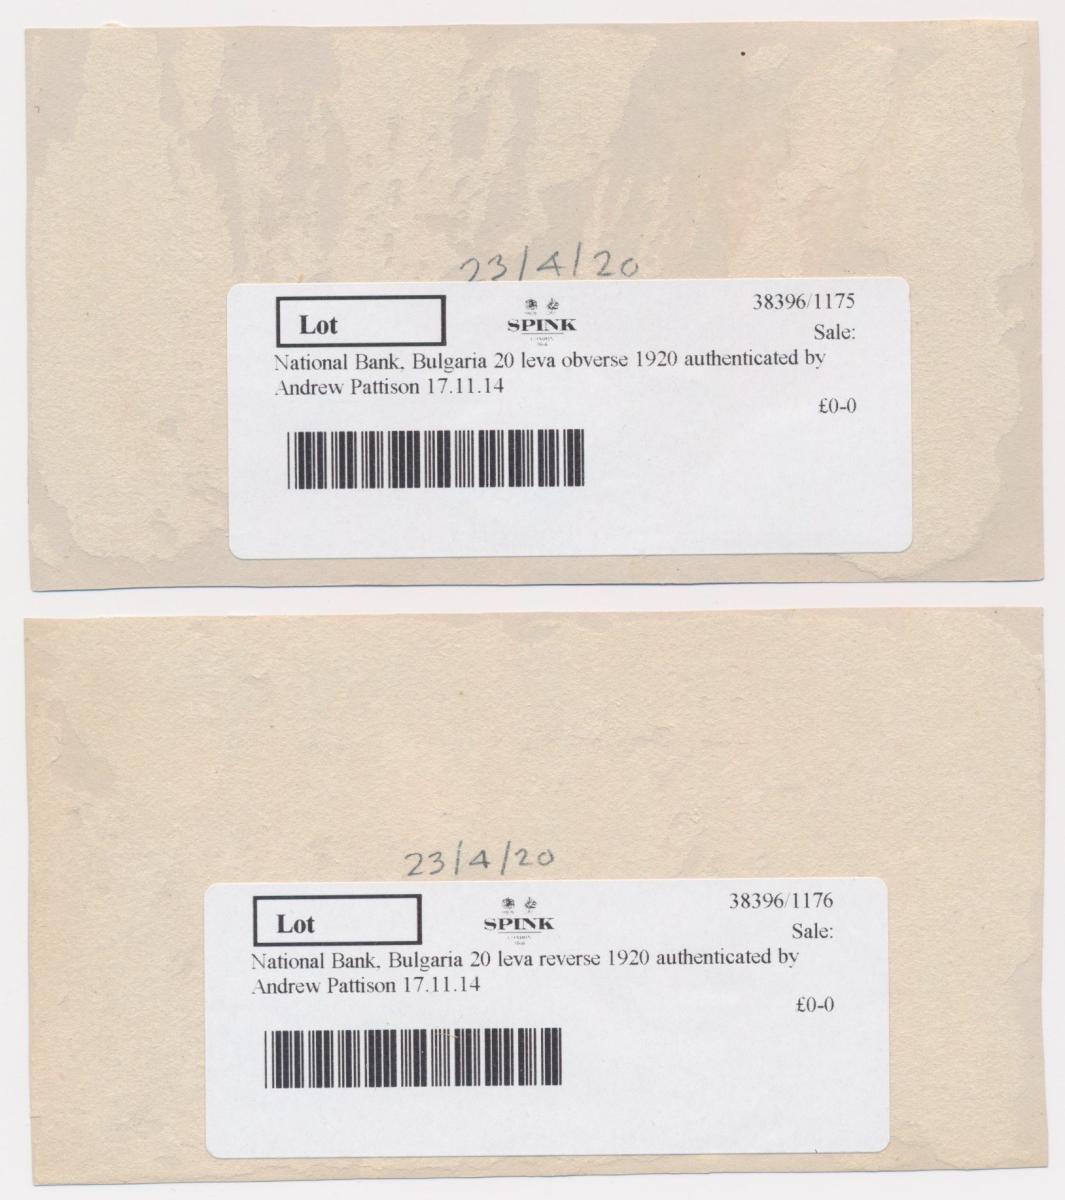 23/4/20
Lot
SPINK
LONDON
38396/1175
Sale:
National Bank, Bulgaria 20 leva obverse 1920 authenticated by
Andrew Pattison 17.11.14
£0-0
23/4/20
Lot
SPINK
LONDON
38396/1176
Sale:
National Bank, Bulgaria 20 leva reverse 1920 authenticated by
Andrew Pattison 17.11.14
£0-0